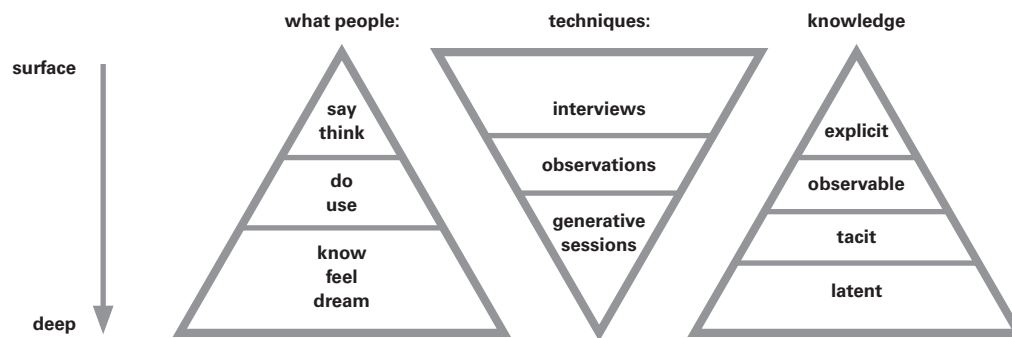 what people:
techniques:
knowledge
surface
say
think
do
use
know
feel
dream
interviews
observations
generative
sessions
explicit
observable
tacit
latent
deep